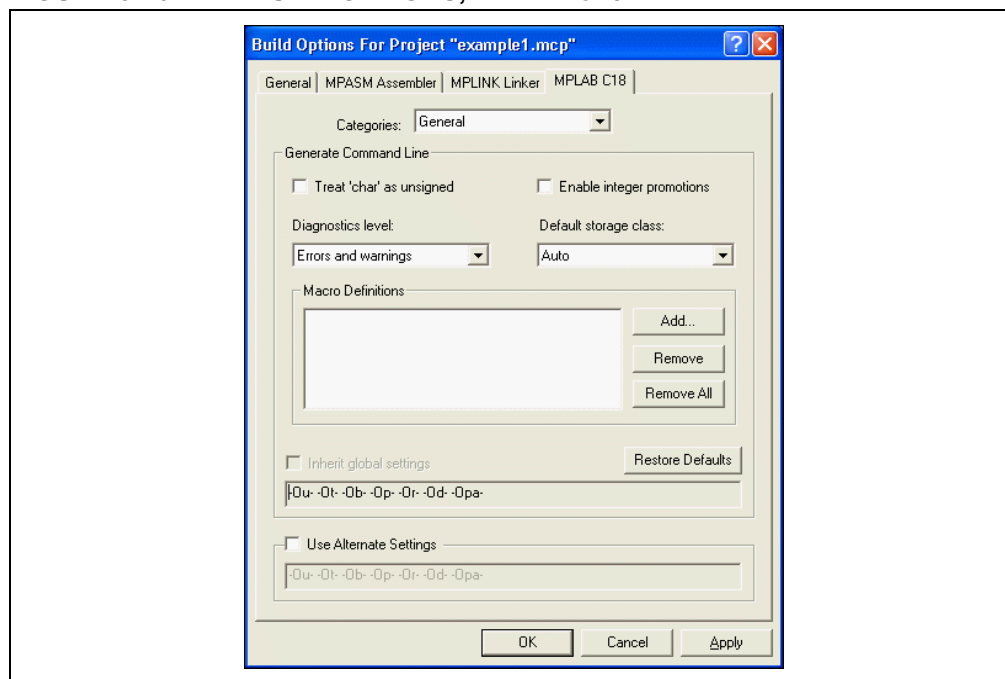 Build Options For Project "example1.mcp"
General MPASM Assembler MPLINK Linker MPLAB C18
Categories: General
Generate Command Line
Treat 'char' as unsigned Enable integer promotions
Diagnostics level: Default storage class:
Errors and warnings Auto
Macro Definitions
Add...
Remove
Remove All
Inherit global settings Restore Defaults
-Ou- -Ot- -Ob- -Op- -Or- -Od- -Opa-
Use Alternate Settings
-Ou- -Ot- -Ob- -Op- -Or- -Od- -Opa-
OK Cancel Apply